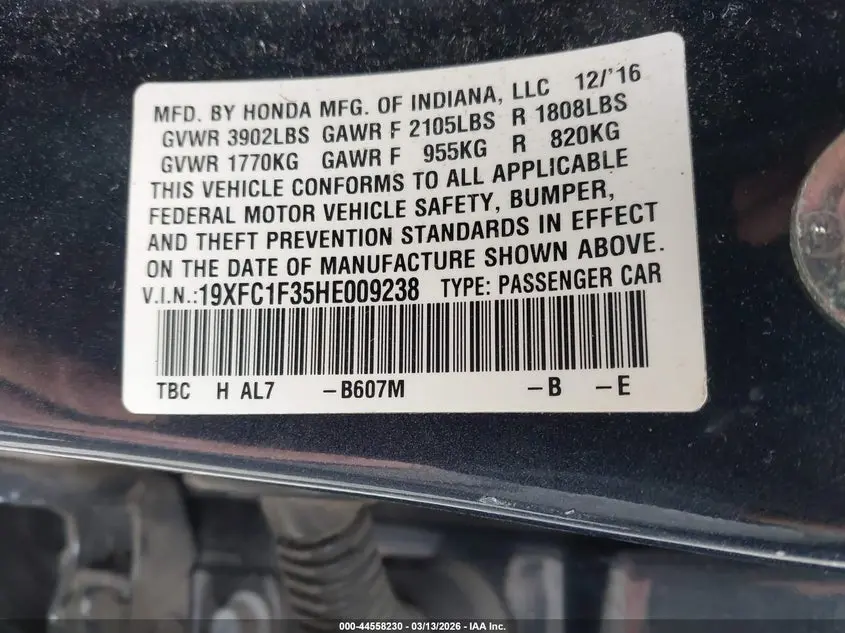 MFD. BY HONDA MFG. OF INDIANA, LLC 12/'16
GVWR 3902LBS GAWR F 2105LBS R 1808LBS
GVWR 1770KG GAWR F 955KG R 820KG
THIS VEHICLE CONFORMS TO ALL APPLICABLE
FEDERAL MOTOR VEHICLE SAFETY, BUMPER,
AND THEFT PREVENTION STANDARDS IN EFFECT
ON THE DATE OF MANUFACTURE SHOWN ABOVE.
V.I.N.:19XFC1F35HE009238 TYPE: PASSENGER CAR
TBC H AL7 -B607M -B -E
000-44558230 - 03/13/2026 - IAA Inc.